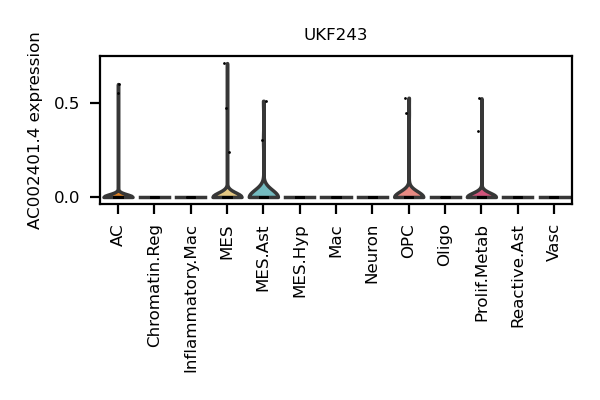 UKF243
AC002401.4 expression
0.5
0.0
AC
Chromatin.Reg
Inflammatory.Mac
MES
MES.Ast
MES.Hyp
Mac
Neuron
OPC
Oligo
Prolif.Metab
Reactive.Ast
Vasc